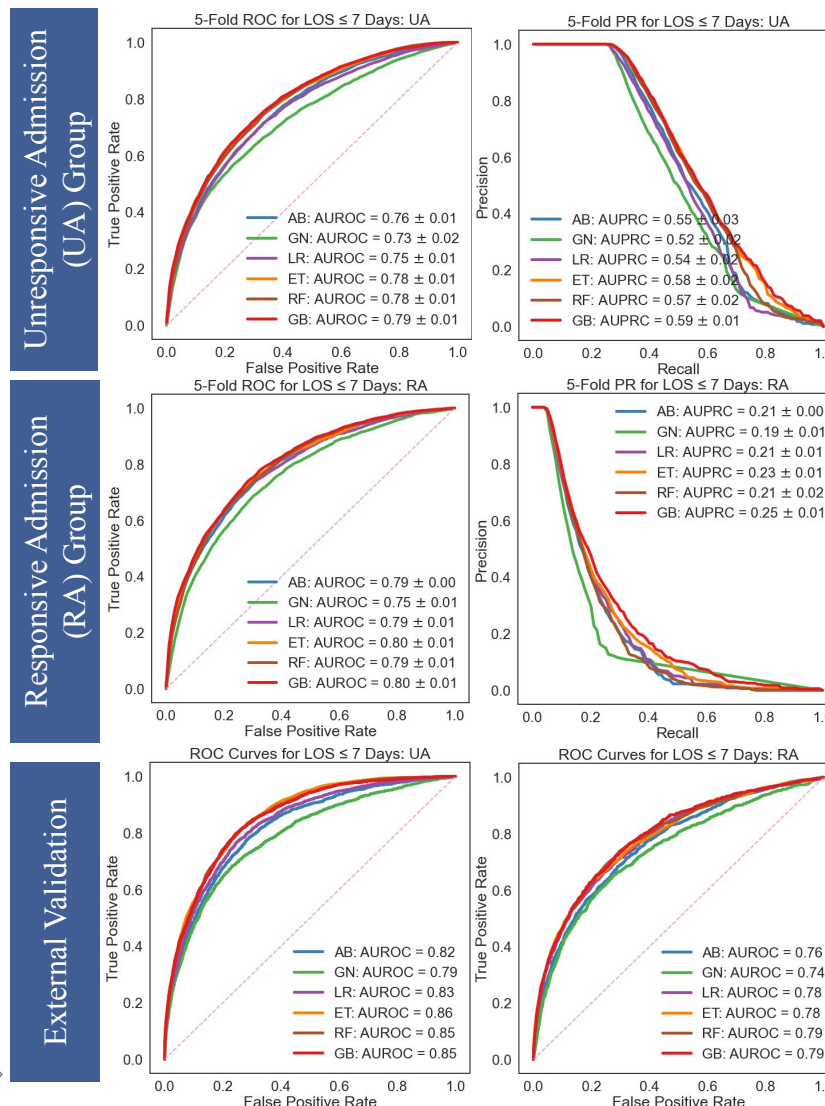 Unresponsive Admission
(UA) Group
5-Fold ROC for LOS ≤ 7 Days: UA
True Positive Rate
1.0
0.8
0.6
0.4
0.2
0.0
AB: AUROC = 0.76 ± 0.01
GN: AUROC = 0.73 ± 0.02
LR: AUROC = 0.75 ± 0.01
ET: AUROC = 0.78 ± 0.01
RF: AUROC = 0.78 ± 0.01
GB: AUROC = 0.79 ± 0.01
0.0 0.2 0.4 0.6 0.8 1.0
False Positive Rate
5-Fold PR for LOS ≤ 7 Days: UA
Precision
1.0
0.8
0.6
0.4
0.2
0.0
AB: AUPRC = 0.55 ± 0.03
GN: AUPRC = 0.52 ± 0.02
LR: AUPRC = 0.54 ± 0.02
ET: AUPRC = 0.58 ± 0.02
RF: AUPRC = 0.57 ± 0.02
GB: AUPRC = 0.59 ± 0.01
0.0 0.2 0.4 0.6 0.8 1.0
Recall
Responsive Admission
(RA) Group
5-Fold ROC for LOS ≤ 7 Days: RA
True Positive Rate
1.0
0.8
0.6
0.4
0.2
0.0
AB: AUROC = 0.79 ± 0.00
GN: AUROC = 0.75 ± 0.01
LR: AUROC = 0.79 ± 0.01
ET: AUROC = 0.80 ± 0.01
RF: AUROC = 0.79 ± 0.01
GB: AUROC = 0.80 ± 0.01
0.0 0.2 0.4 0.6 0.8 1.0
False Positive Rate
5-Fold PR for LOS ≤ 7 Days: RA
Precision
1.0
0.8
0.6
0.4
0.2
0.0
AB: AUPRC = 0.21 ± 0.00
GN: AUPRC = 0.19 ± 0.01
LR: AUPRC = 0.21 ± 0.01
ET: AUPRC = 0.23 ± 0.01
RF: AUPRC = 0.21 ± 0.02
GB: AUPRC = 0.25 ± 0.01
0.0 0.2 0.4 0.6 0.8 1.0
Recall
External Validation
ROC Curves for LOS ≤ 7 Days: UA
True Positive Rate
1.0
0.8
0.6
0.4
0.2
0.0
AB: AUROC = 0.82
GN: AUROC = 0.79
LR: AUROC = 0.83
ET: AUROC = 0.86
RF: AUROC = 0.85
GB: AUROC = 0.85
0.0 0.2 0.4 0.6 0.8 1.0
False Positive Rate
ROC Curves for LOS ≤ 7 Days: RA
True Positive Rate
1.0
0.8
0.6
0.4
0.2
0.0
AB: AUROC = 0.76
GN: AUROC = 0.74
LR: AUROC = 0.78
ET: AUROC = 0.78
RF: AUROC = 0.79
GB: AUROC = 0.79
0.0 0.2 0.4 0.6 0.8 1.0
False Positive Rate